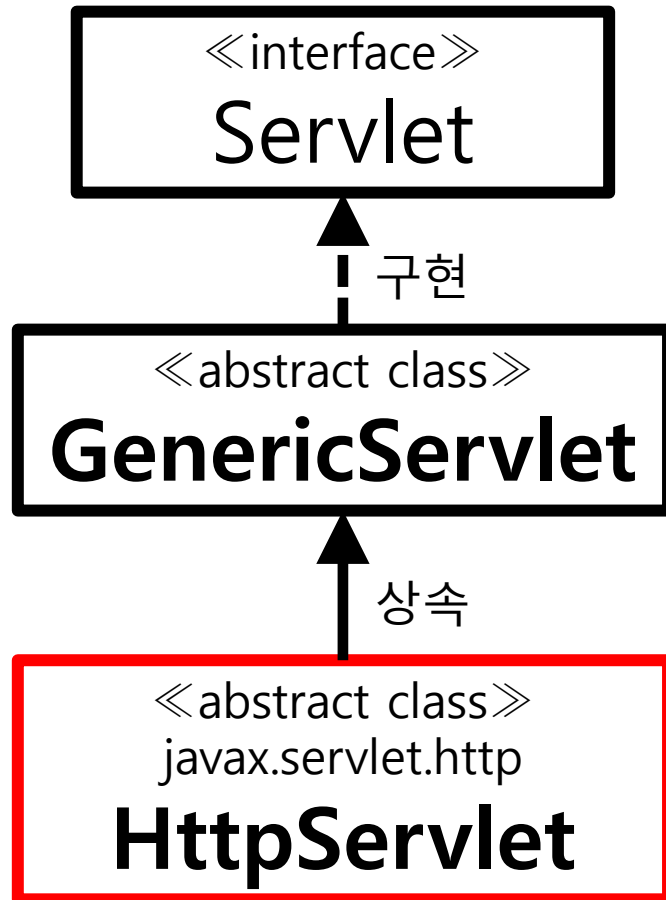 ≪interface≫
Servlet
구현
≪abstract class≫
GenericServlet
상속
≪abstract class≫
javax.servlet.http
HttpServlet